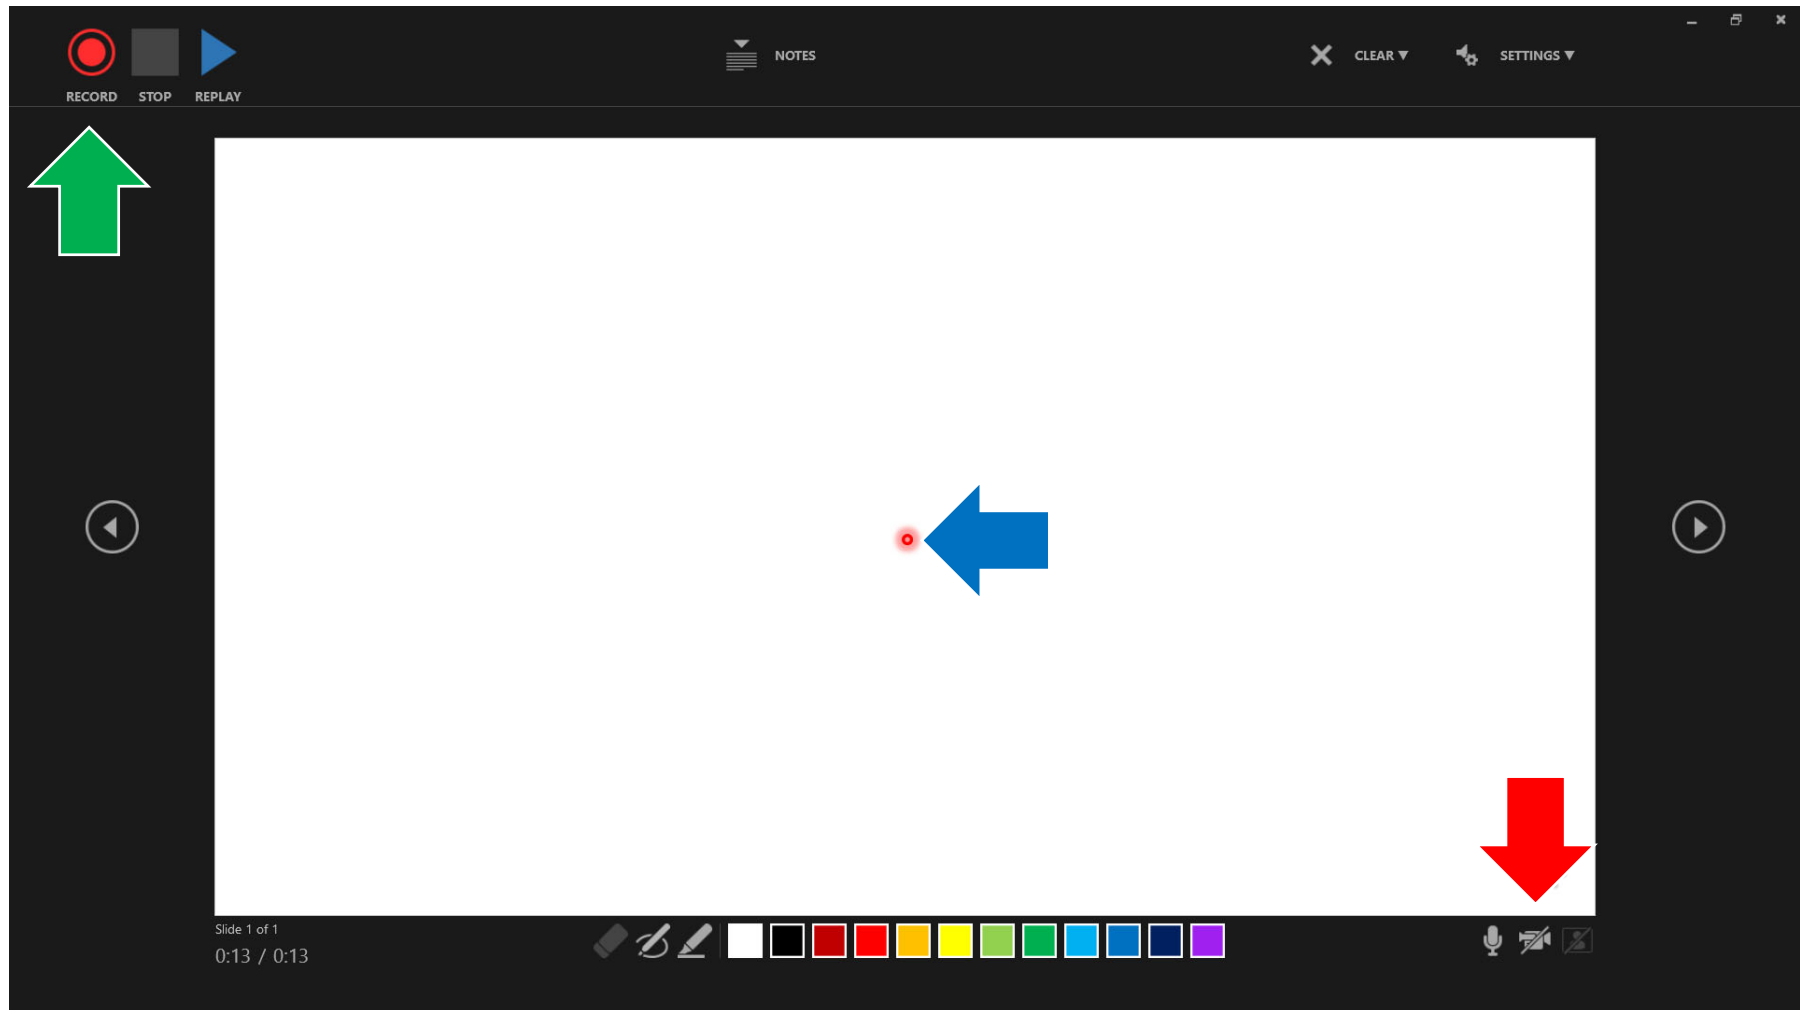 RECORD STOP REPLAY
NOTES
CLEAR
SETTINGS
Slide 1 of 1
0:13 / 0:13